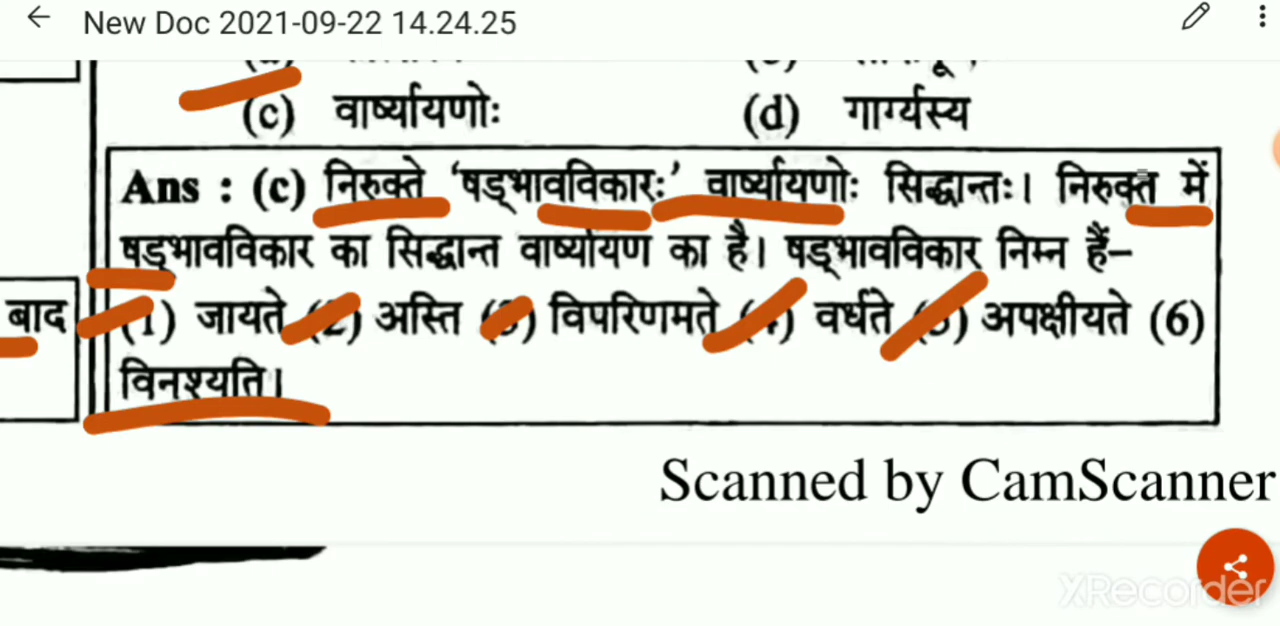 New Doc 2021-09-22 14.24.25
(c) वार्ष्यायणोः (d) गार्ग्यस्य
Ans : (c) निरुक्ते ‘षड्भावविकारः’ वार्ष्यायणोः सिद्धान्तः। निरुक्त में
षड्भावविकार का सिद्धान्त वार्ष्यायण का है। षड्भावविकार निम्न हैं–
बाद (1) जायते (2) अस्ति (3) विपरिणमते (4) वर्धते (5) अपक्षीयते (6)
विनश्यति।
Scanned by CamScanner
XRecorder